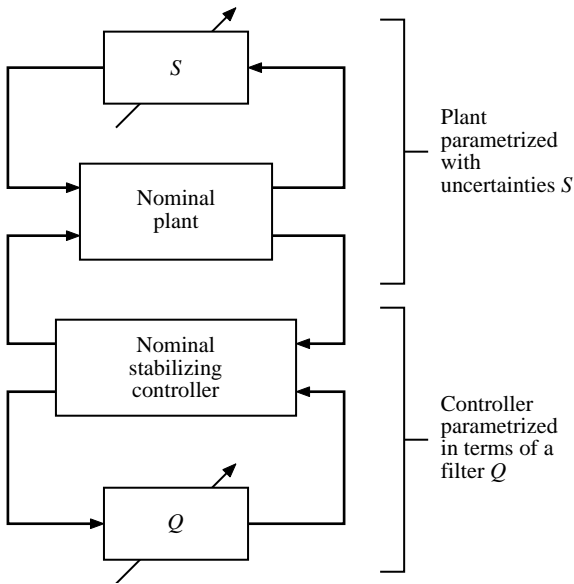 S
Plant
parametrized
with
uncertainties S
Nominal
plant
Nominal
stabilizing
controller
Controller
parametrized
in terms of a
filter Q
Q